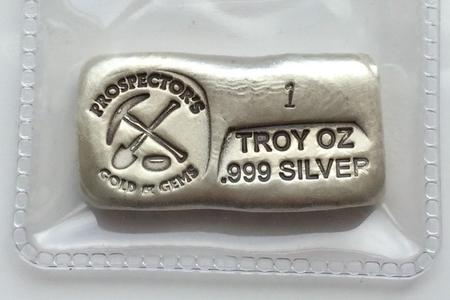 PROSPECTOR'S
GOLD & GEMS
1
TROY OZ
.999 SILVER